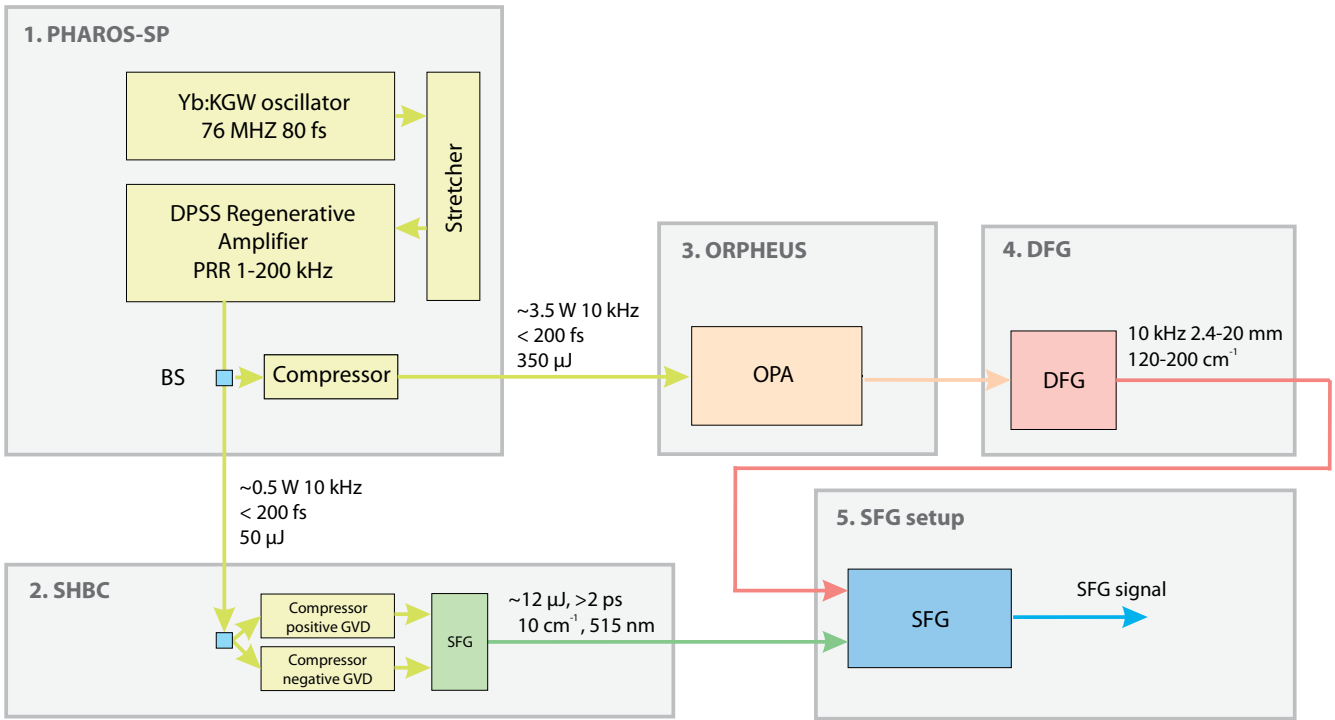 1. PHAROS-SP
Yb:KGW oscillator
76 MHZ 80 fs
Stretcher
DPSS Regenerative
Amplifier
PRR 1-200 kHz
BS
Compressor
~3.5 W 10 kHz
< 200 fs
350 µJ
3. ORPHEUS
OPA
4. DFG
DFG
10 kHz 2.4-20 mm
120-200 cm⁻¹
~0.5 W 10 kHz
< 200 fs
50 µJ
2. SHBC
Compressor
positive GVD
Compressor
negative GVD
SFG
~12 µJ, >2 ps
10 cm⁻¹, 515 nm
5. SFG setup
SFG
SFG signal